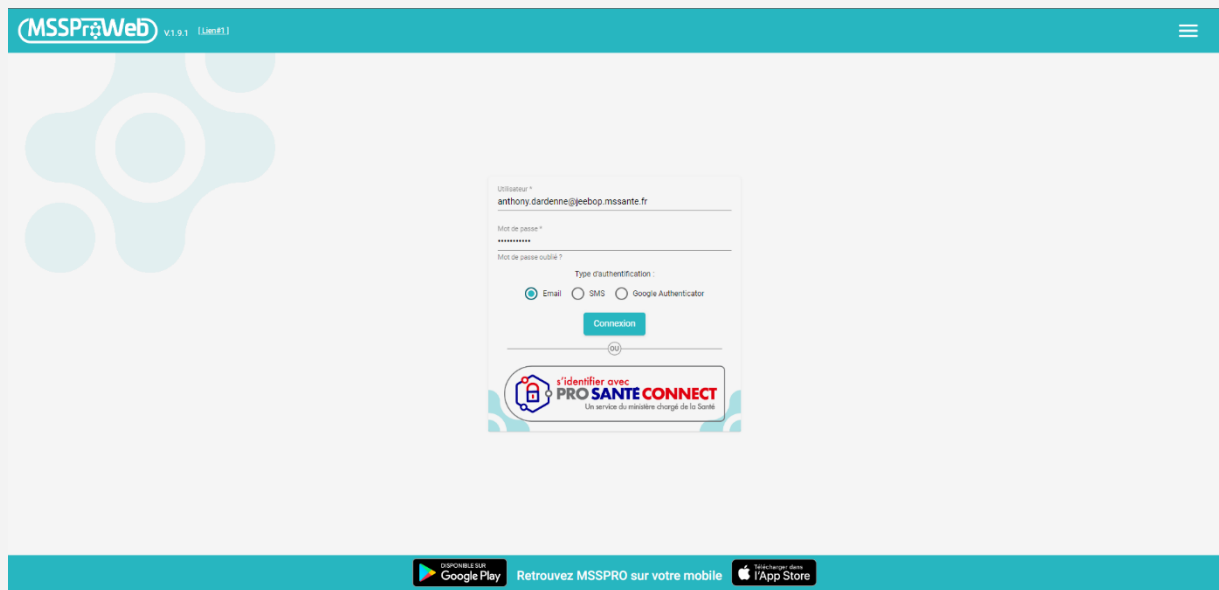 MSSProWeb V.1.9.1 [Lien#1]
Utilisateur *
anthony.dardenne@jeebop.mssante.fr
Mot de passe *
•••••••••••
Mot de passe oublié ?
Type d'authentification :
Email SMS Google Authenticator
Connexion
OU
s'identifier avec
PRO SANTÉ CONNECT
Un service du ministère chargé de la Santé
DISPONIBLE SUR
Google Play
Retrouvez MSSPRO sur votre mobile
Télécharger dans
l'App Store